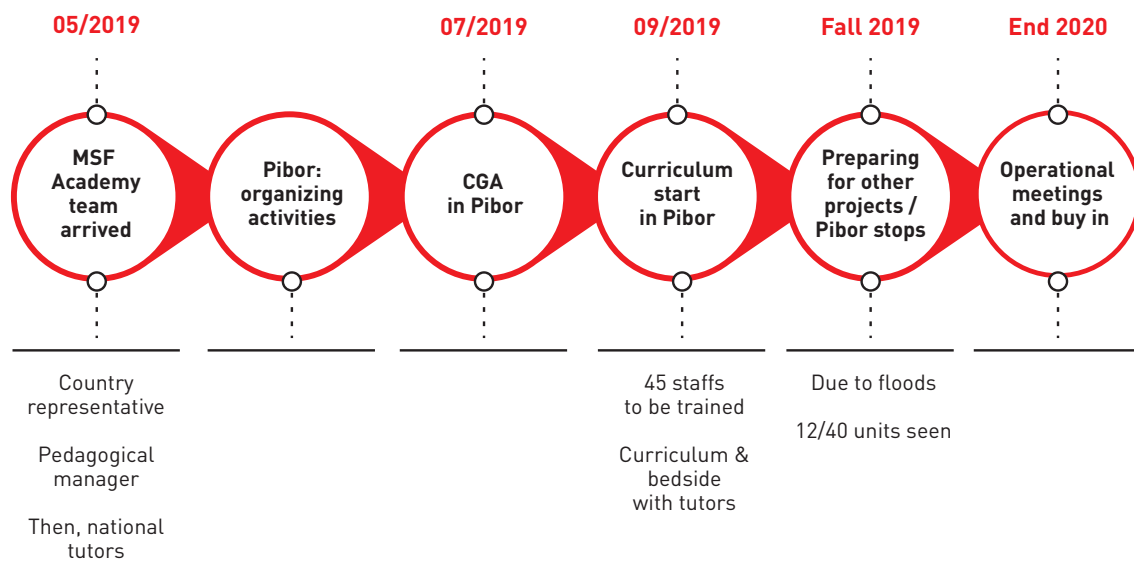 05/2019
07/2019
09/2019
Fall 2019
End 2020
MSF
Academy
team
arrived
Pibor:
organizing
activities
CGA
in Pibor
Curriculum
start
in Pibor
Preparing
for other
projects /
Pibor stops
Operational
meetings
and buy in
Country
representative
Pedagogical
manager
Then, national
tutors
45 staffs
to be trained
Curriculum &
bedside
with tutors
Due to floods
12/40 units seen